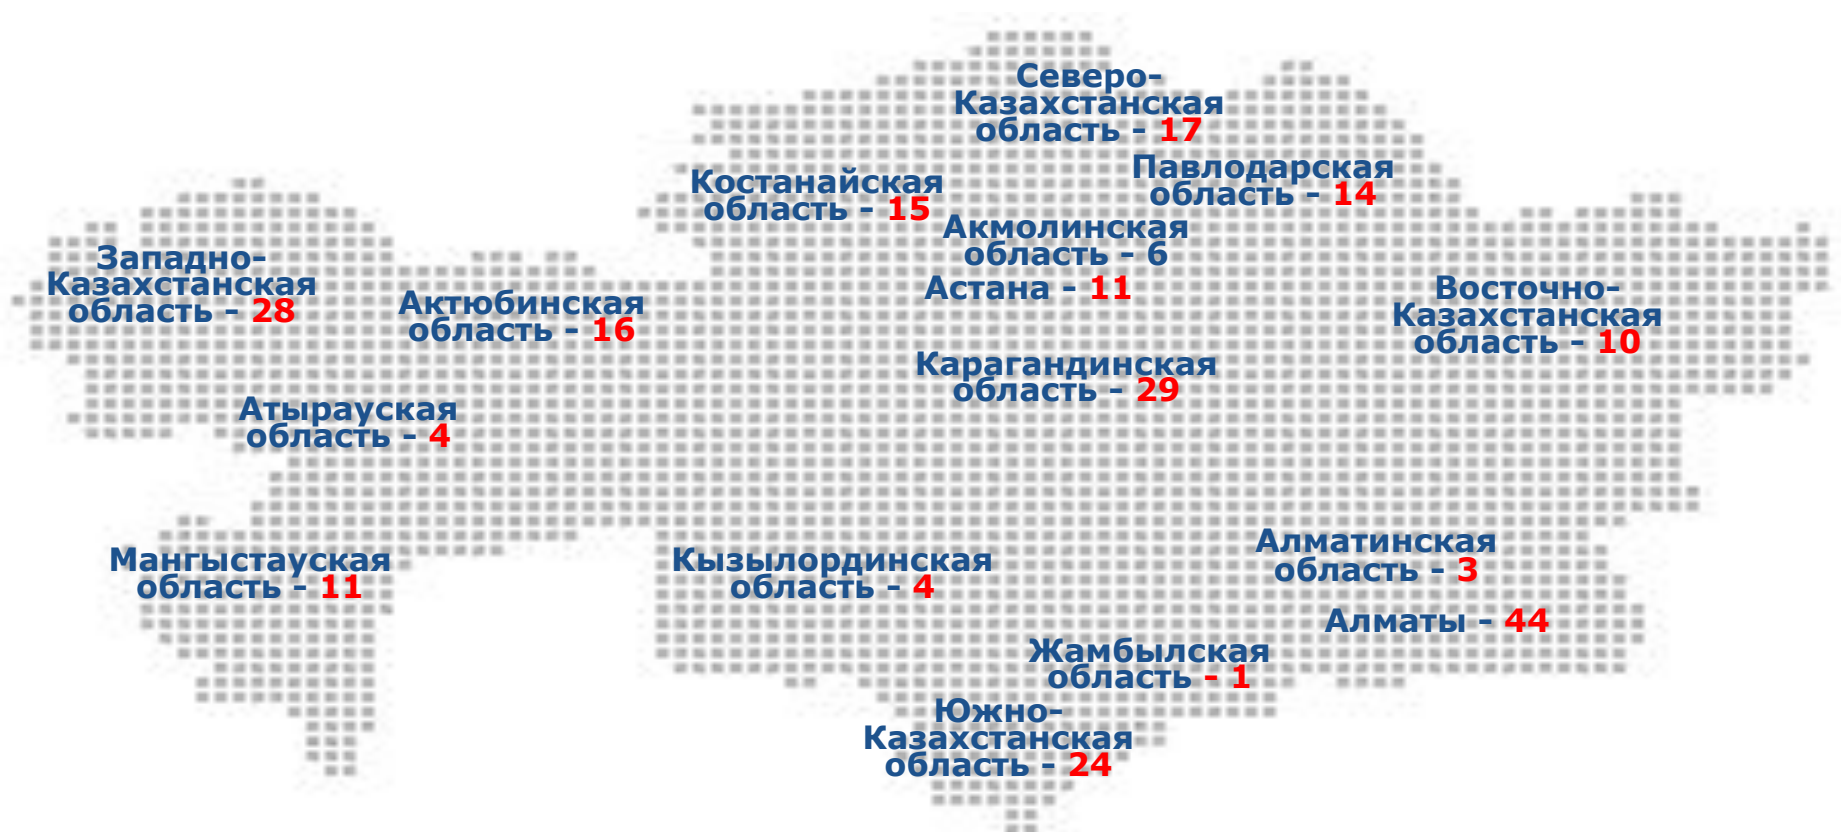 Северо-
Казахстанская
область - 17
Павлодарская
область - 14
Костанайская
область - 15
Акмолинская
область - 6
Астана - 11
Западно-
Казахстанская
область - 28
Актюбинская
область - 16
Восточно-
Казахстанская
область - 10
Карагандинская
область - 29
Атырауская
область - 4
Мангыстауская
область - 11
Кызылординская
область - 4
Алматинская
область - 3
Алматы - 44
Жамбылская
область - 1
Южно-
Казахстанская
область - 24